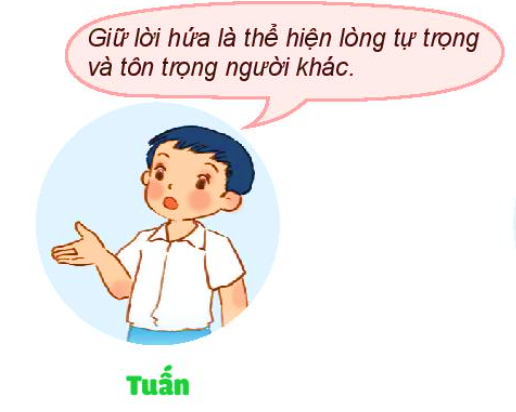 Giữ lời hứa là thể hiện lòng tự trọng
và tôn trọng người khác.
Tuấn